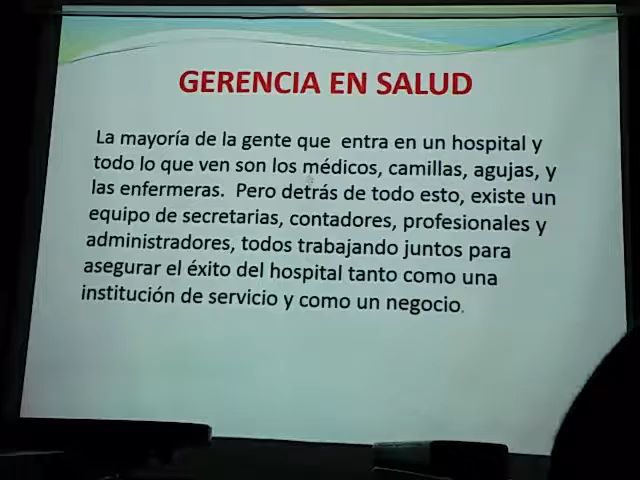 GERENCIA EN SALUD
La mayoría de la gente que entra en un hospital y
todo lo que ven son los médicos, camillas, agujas, y
las enfermeras. Pero detrás de todo esto, existe un
equipo de secretarias, contadores, profesionales y
administradores, todos trabajando juntos para
asegurar el éxito del hospital tanto como una
institución de servicio y como un negocio.